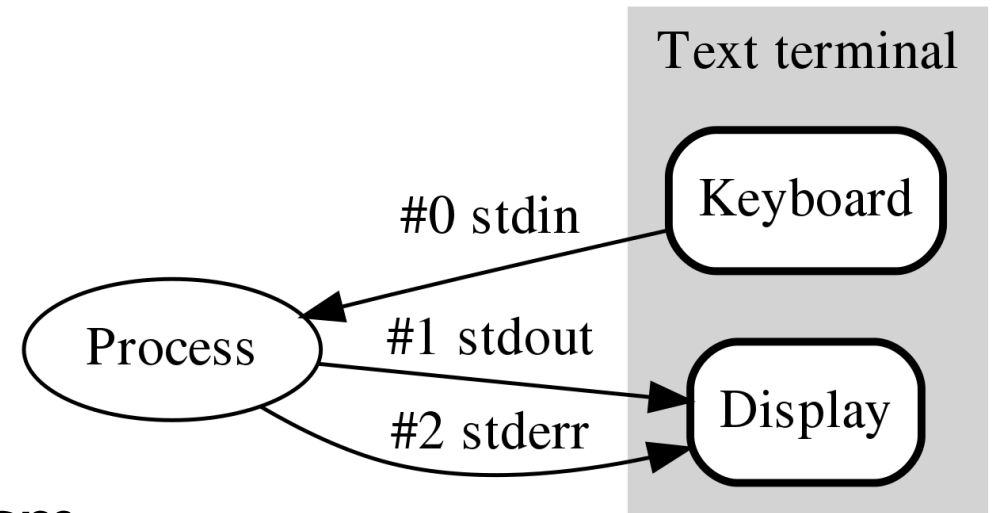 Text terminal
Keyboard
#0 stdin
Process
#1 stdout
Display
#2 stderr